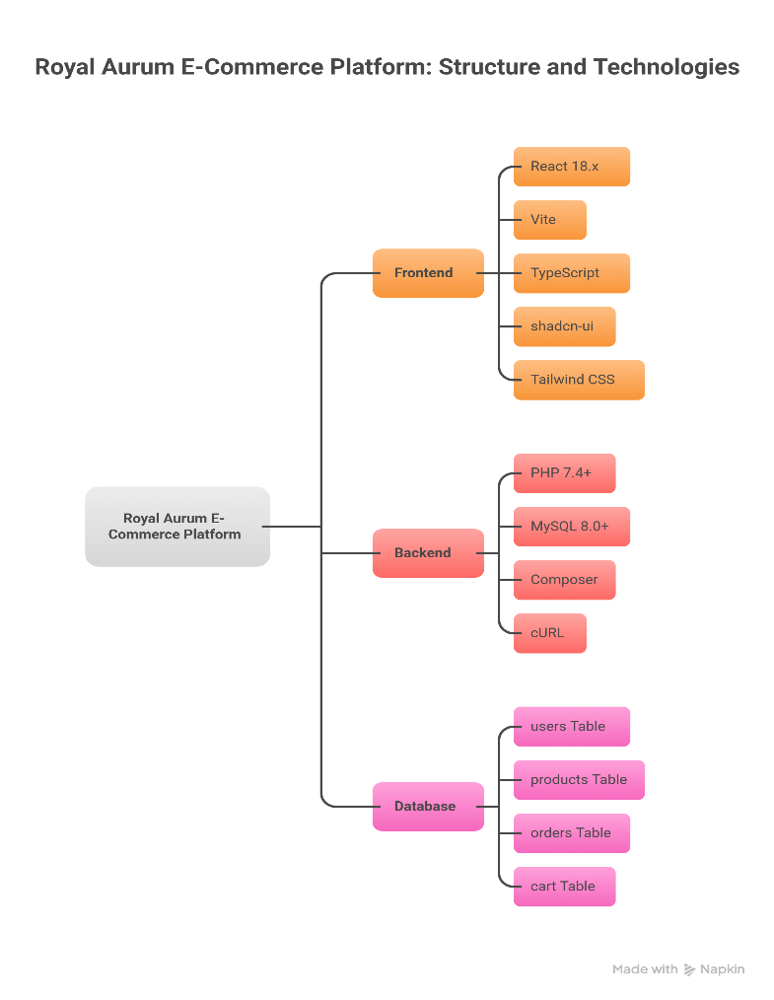 Royal Aurum E-Commerce Platform: Structure and Technologies
React 18.x
Vite
Frontend
TypeScript
shadcn-ui
Tailwind CSS
PHP 7.4+
Royal Aurum E-
Commerce Platform
MySQL 8.0+
Backend
Composer
cURL
users Table
products Table
Database
orders Table
cart Table
Made with Napkin